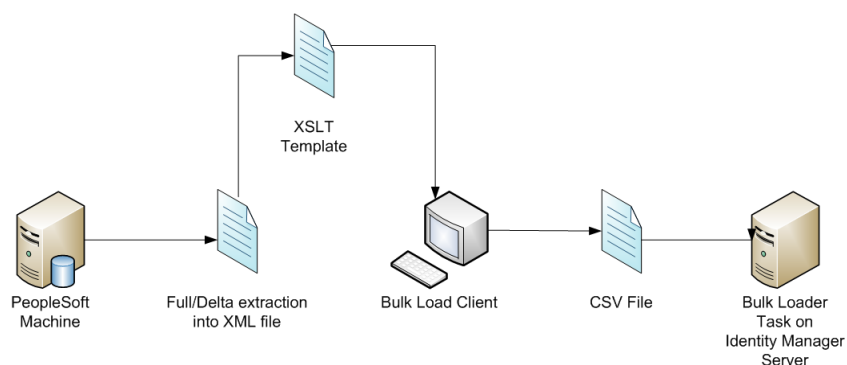 XSLT
Template
PeopleSoft
Machine
Full/Delta extraction
into XML file
Bulk Load Client
CSV File
Bulk Loader
Task on
Identity Manager
Server